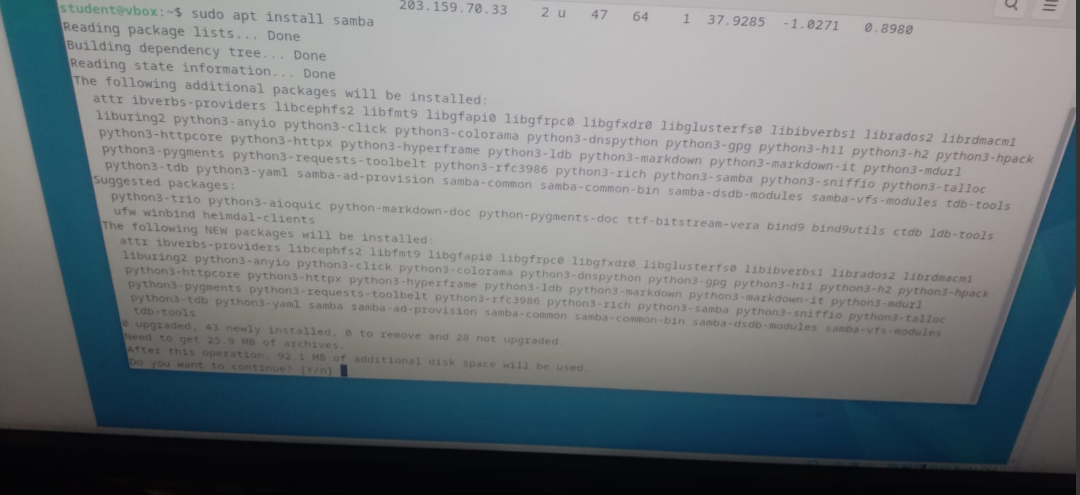 203.159.70.33 2 u 47 64 1 37.9285 -1.0271 0.8980
student@vbox:~$ sudo apt install samba
Reading package lists... Done
Building dependency tree... Done
Reading state information... Done
The following additional packages will be installed:
attr ibverbs-providers libcephfs2 libfmt9 libgfapi0 libgfrpc0 libgfxdr0 libglusterfs0 libibverbs1 librados2 librdmacm1
liburing2 python3-anyio python3-click python3-colorama python3-dnspython python3-gpg python3-h11 python3-h2 python3-hpack
python3-httpcore python3-httpx python3-hyperframe python3-ldb python3-markdown python3-markdown-it python3-mdurl
python3-pygments python3-requests-toolbelt python3-rfc3986 python3-rich python3-samba python3-sniffio python3-talloc
python3-tdb python3-yaml samba-ad-provision samba-common samba-common-bin samba-dsdb-modules samba-vfs-modules tdb-tools
Suggested packages:
python3-trio python3-aioquic python-markdown-doc python-pygments-doc ttf-bitstream-vera bind9 bind9utils ctdb ldb-tools
ufw winbind heimdal-clients
The following NEW packages will be installed:
attr ibverbs-providers libcephfs2 libfmt9 libgfapi0 libgfrpc0 libgfxdr0 libglusterfs0 libibverbs1 librados2 librdmacm1
liburing2 python3-anyio python3-click python3-colorama python3-dnspython python3-gpg python3-h11 python3-h2 python3-hpack
python3-httpcore python3-httpx python3-hyperframe python3-ldb python3-markdown python3-markdown-it python3-mdurl
python3-pygments python3-requests-toolbelt python3-rfc3986 python3-rich python3-samba python3-sniffio python3-talloc
python3-tdb python3-yaml samba samba-ad-provision samba-common samba-common-bin samba-dsdb-modules samba-vfs-modules
tdb-tools
0 upgraded, 43 newly installed, 0 to remove and 28 not upgraded.
Need to get 25.9 MB of archives.
After this operation, 92.1 MB of additional disk space will be used.
Do you want to continue? [Y/n]